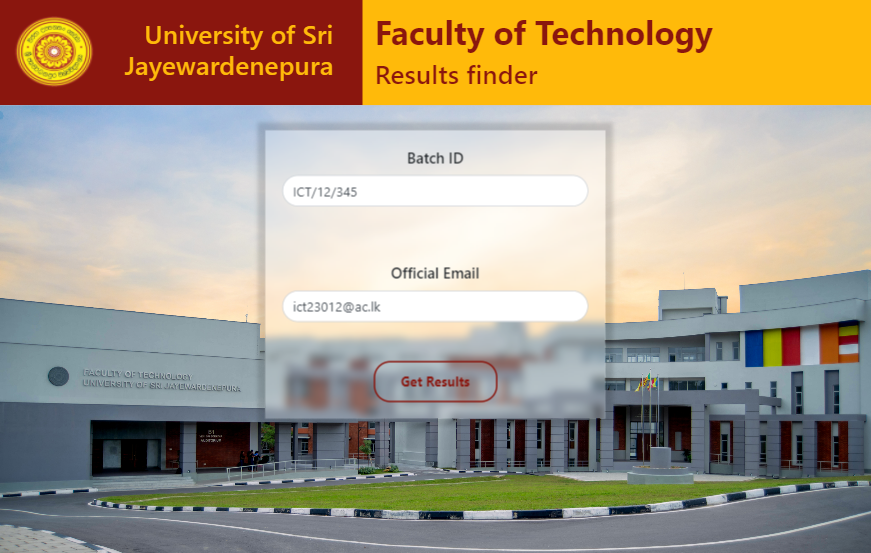 University of Sri
Jayewardenepura
Faculty of Technology
Results finder
Batch ID
ICT/12/345
Official Email
ict23012@ac.lk
Get Results
FACULTY OF TECHNOLOGY
UNIVERSITY OF SRI JAYEWARDENEPURA
AUDITORIUM